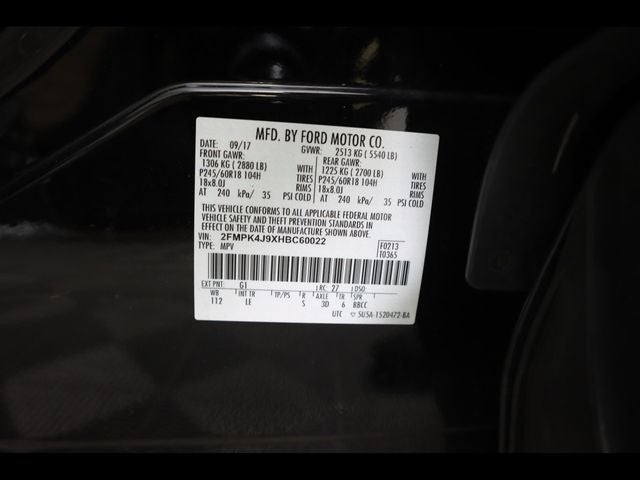 MFD. BY FORD MOTOR CO.
DATE: 09/17 GVWR: 2513 KG ( 5540 LB)
FRONT GAWR: REAR GAWR:
1306 KG ( 2880 LB) WITH 1225 KG ( 2700 LB) WITH
P245/60R18 104H TIRES P245/60R18 104H TIRES
18x8.0J RIMS 18x8.0J RIMS
AT 240 kPa/ 35 PSI COLD AT 240 kPa/ 35 PSI COLD
THIS VEHICLE CONFORMS TO ALL APPLICABLE FEDERAL MOTOR
VEHICLE SAFETY AND THEFT PREVENTION STANDARDS IN
EFFECT ON THE DATE OF MANUFACTURE SHOWN ABOVE.
VIN: 2FMPK4J9XHBC60022 F0213
TYPE: MPV T0365
EXT PNT: G1 RC: 27 DSO:
WB INT TR TP/PS R AXLE TR SPR
112 LE S 3D 6 BBCC
UTC ▽ 5U5A-1520472-BA